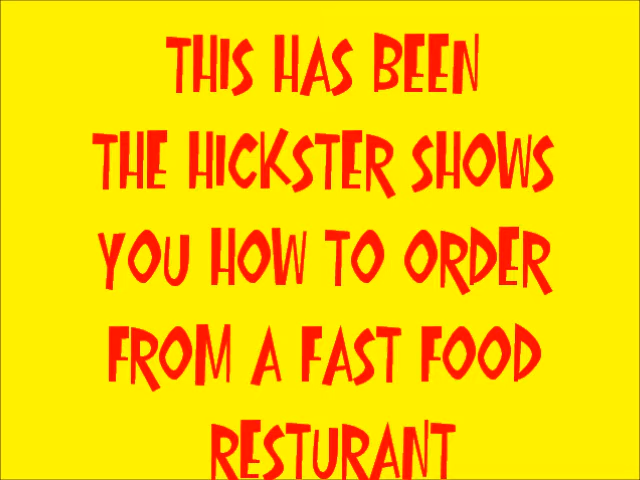 THIS HAS BEEN
THE HICKSTER SHOWS
YOU HOW TO ORDER
FROM A FAST FOOD
RESTURANT